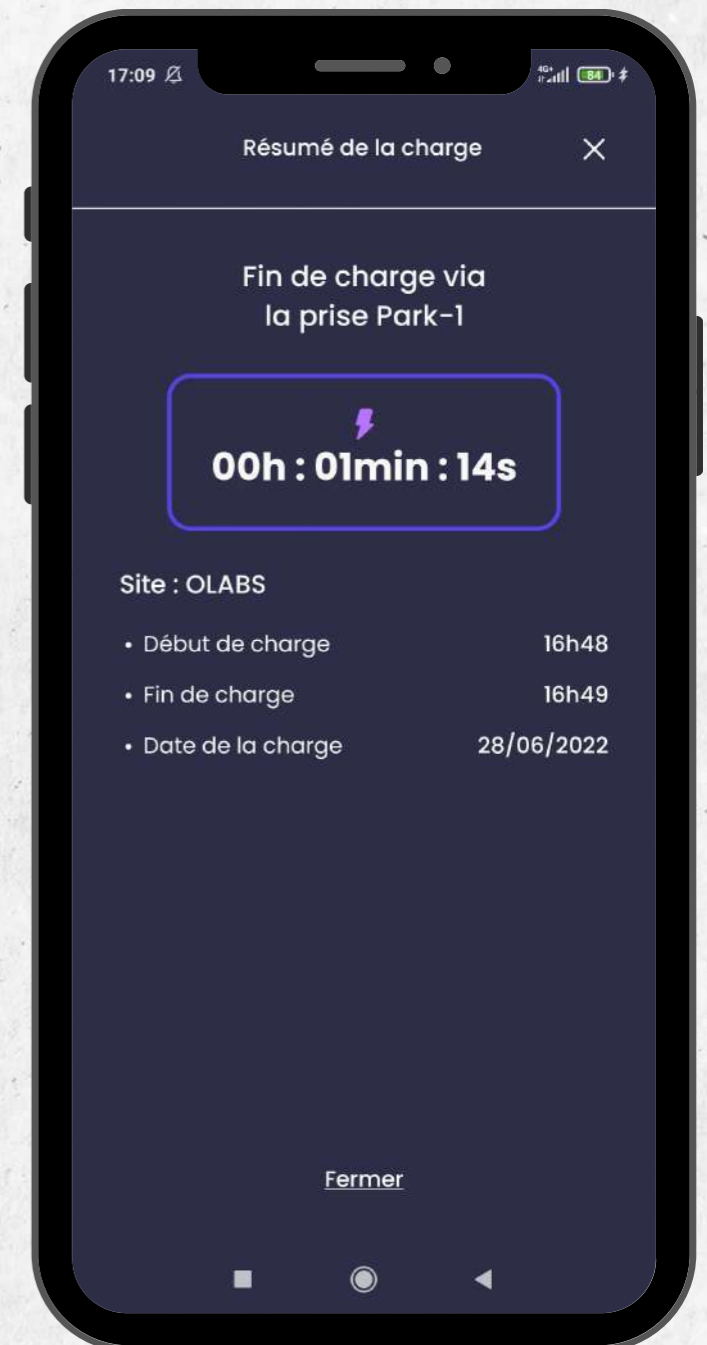 17:09
4G+
84
Résumé de la charge
Fin de charge via
la prise Park-1
00h : 01min : 14s
Site : OLABS
• Début de charge 16h48
• Fin de charge 16h49
• Date de la charge 28/06/2022
Fermer